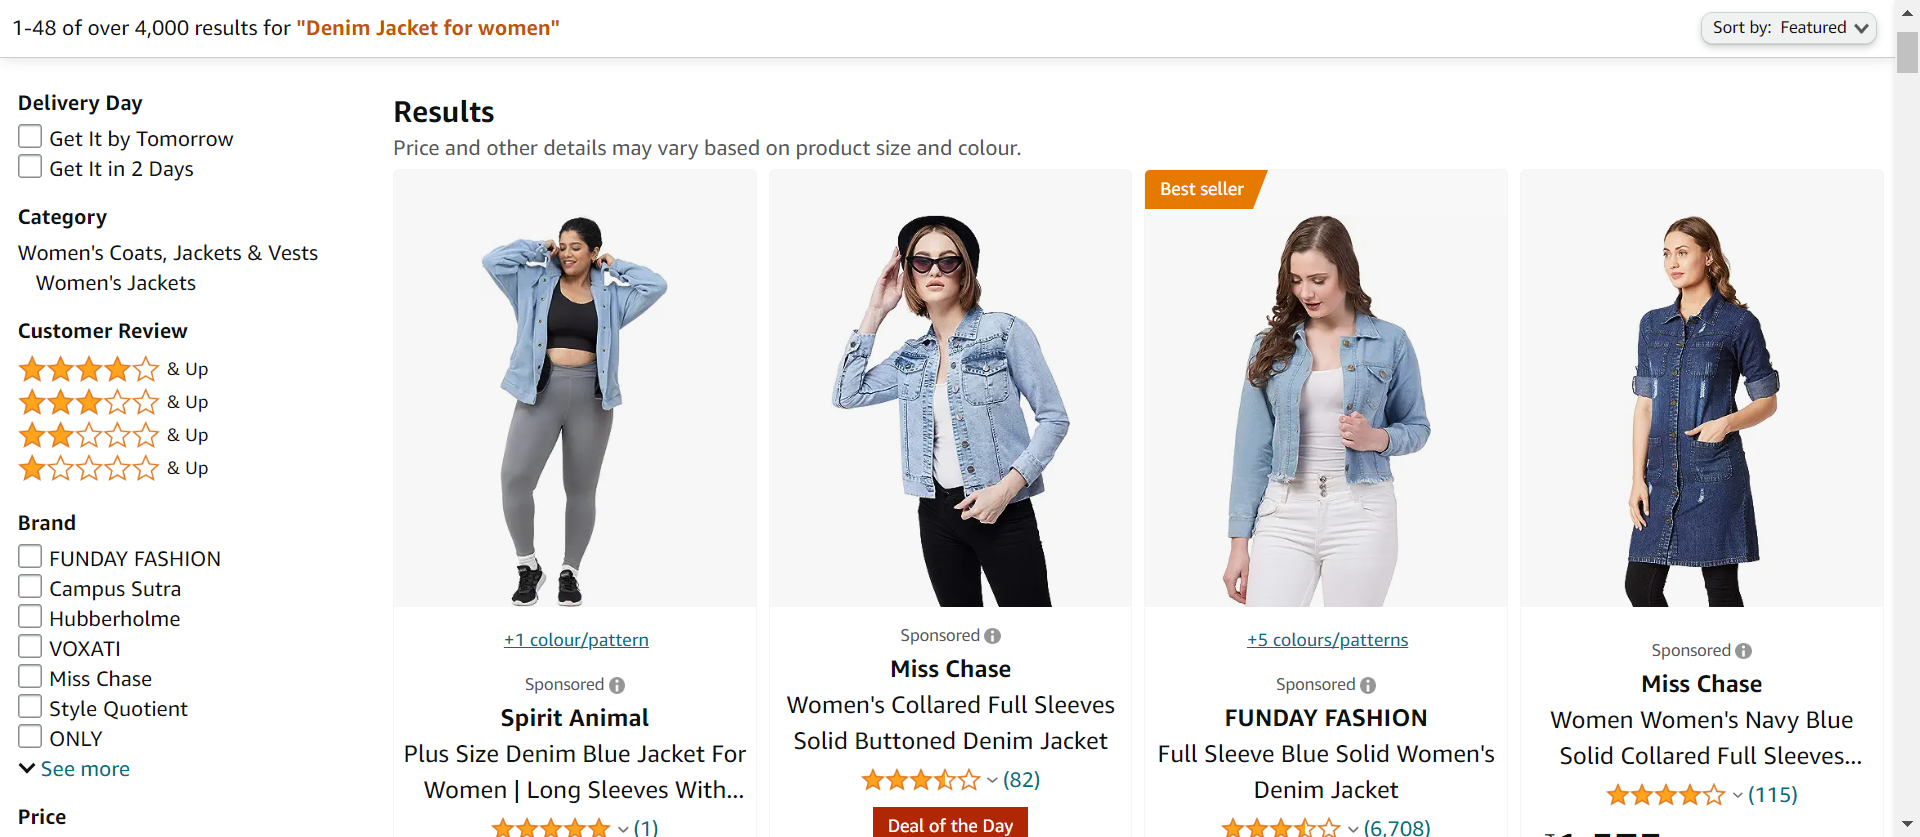 1-48 of over 4,000 results for "Denim Jacket for women"
Sort by: Featured
Delivery Day
Get It by Tomorrow
Get It in 2 Days
Category
Women's Coats, Jackets & Vests
Women's Jackets
Customer Review
& Up
& Up
& Up
& Up
Brand
FUNDAY FASHION
Campus Sutra
Hubberholme
VOXATI
Miss Chase
Style Quotient
ONLY
See more
Price
Results
Price and other details may vary based on product size and colour.
+1 colour/pattern
Sponsored
Spirit Animal
Plus Size Denim Blue Jacket For
Women | Long Sleeves With...
(1)
Sponsored
Miss Chase
Women's Collared Full Sleeves
Solid Buttoned Denim Jacket
(82)
Deal of the Day
Best seller
+5 colours/patterns
Sponsored
FUNDAY FASHION
Full Sleeve Blue Solid Women's
Denim Jacket
(6,708)
Sponsored
Miss Chase
Women Women's Navy Blue
Solid Collared Full Sleeves...
(115)